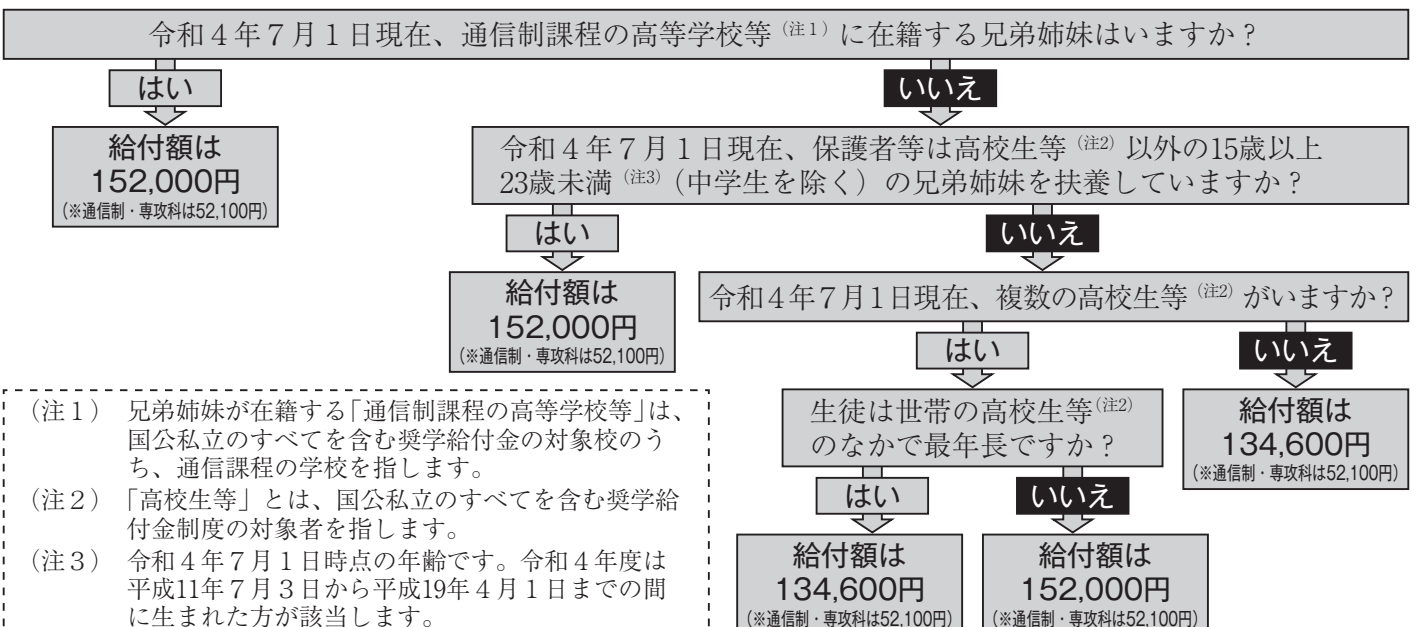 令和４年７月１日現在、通信制課程の高等学校等（注１）に在籍する兄弟姉妹はいますか？
はい
いいえ
給付額は
152,000円
（※通信制・専攻科は52,100円）
令和４年７月１日現在、保護者等は高校生等（注2）以外の15歳以上
23歳未満（注3）（中学生を除く）の兄弟姉妹を扶養していますか？
はい
いいえ
給付額は
152,000円
（※通信制・専攻科は52,100円）
令和４年７月１日現在、複数の高校生等（注2）がいますか？
はい
いいえ
生徒は世帯の高校生等（注2）
のなかで最年長ですか？
給付額は
134,600円
（※通信制・専攻科は52,100円）
はい
いいえ
給付額は
134,600円
（※通信制・専攻科は52,100円）
給付額は
152,000円
（※通信制・専攻科は52,100円）
（注１）　兄弟姉妹が在籍する「通信制課程の高等学校等」は、
国公私立のすべてを含む奨学給付金の対象校のう
ち、通信課程の学校を指します。
（注２）　「高校生等」とは、国公私立のすべてを含む奨学給
付金制度の対象者を指します。
（注３）　令和４年７月１日時点の年齢です。令和４年度は
平成11年７月３日から平成19年４月１日までの間
に生まれた方が該当します。